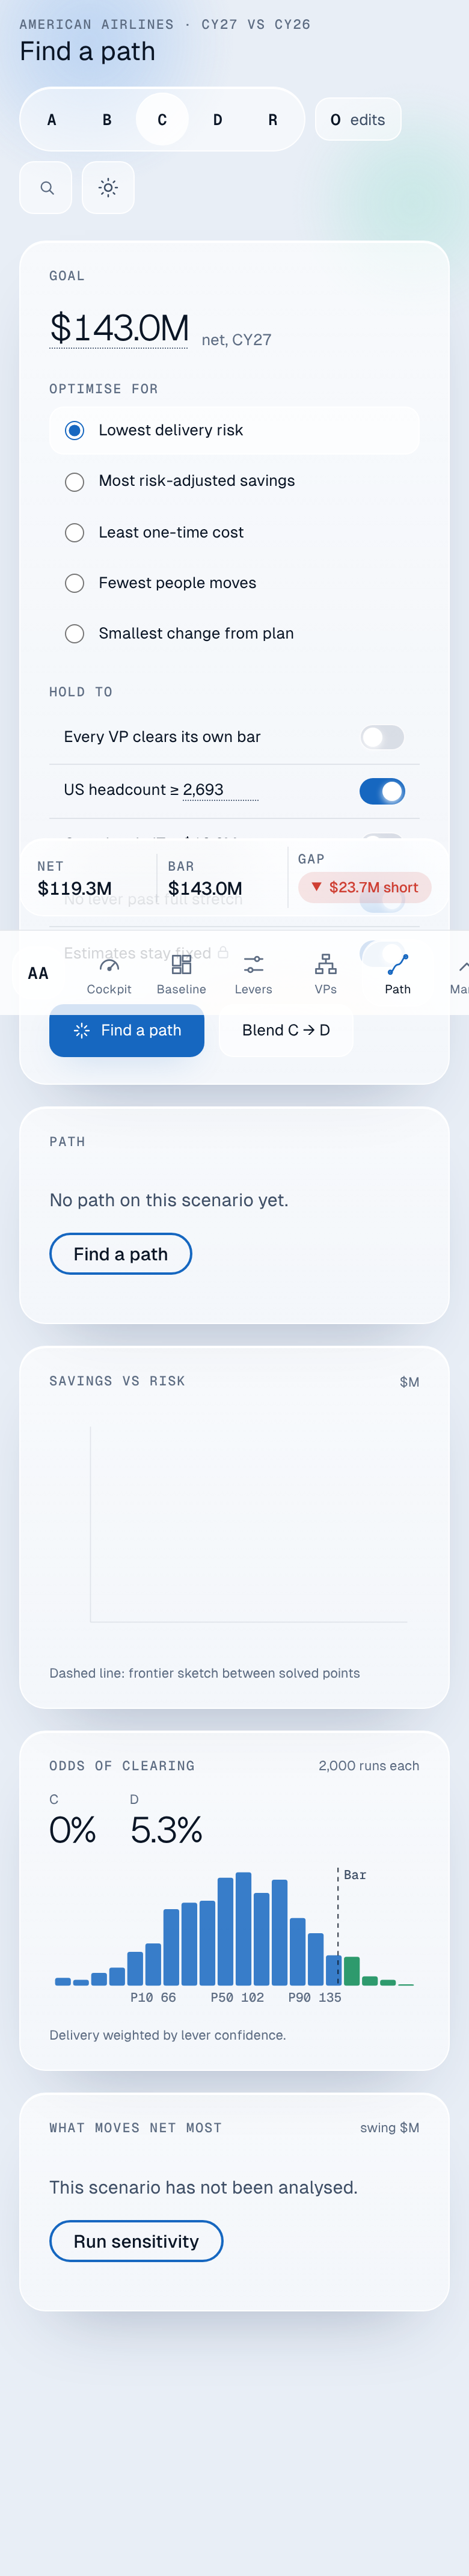 AMERICAN AIRLINES · CY27 VS CY26
Find a path
A B C D R 0 edits
GOAL
$143.0M net, CY27
OPTIMISE FOR
Lowest delivery risk
Most risk-adjusted savings
Least one-time cost
Fewest people moves
Smallest change from plan
HOLD TO
Every VP clears its own bar
US headcount ≥ 2,693
NET
$119.3M
BAR
$143.0M
GAP
▼ $23.7M short
No lever past full stretch
Estimates stay fixed
AA
Cockpit
Baseline
Levers
VPs
Path
Find a path
Blend C → D
PATH
No path on this scenario yet.
Find a path
SAVINGS VS RISK $M
Dashed line: frontier sketch between solved points
ODDS OF CLEARING 2,000 runs each
C D
0% 5.3%
Bar
P10 66 P50 102 P90 135
Delivery weighted by lever confidence.
WHAT MOVES NET MOST swing $M
This scenario has not been analysed.
Run sensitivity